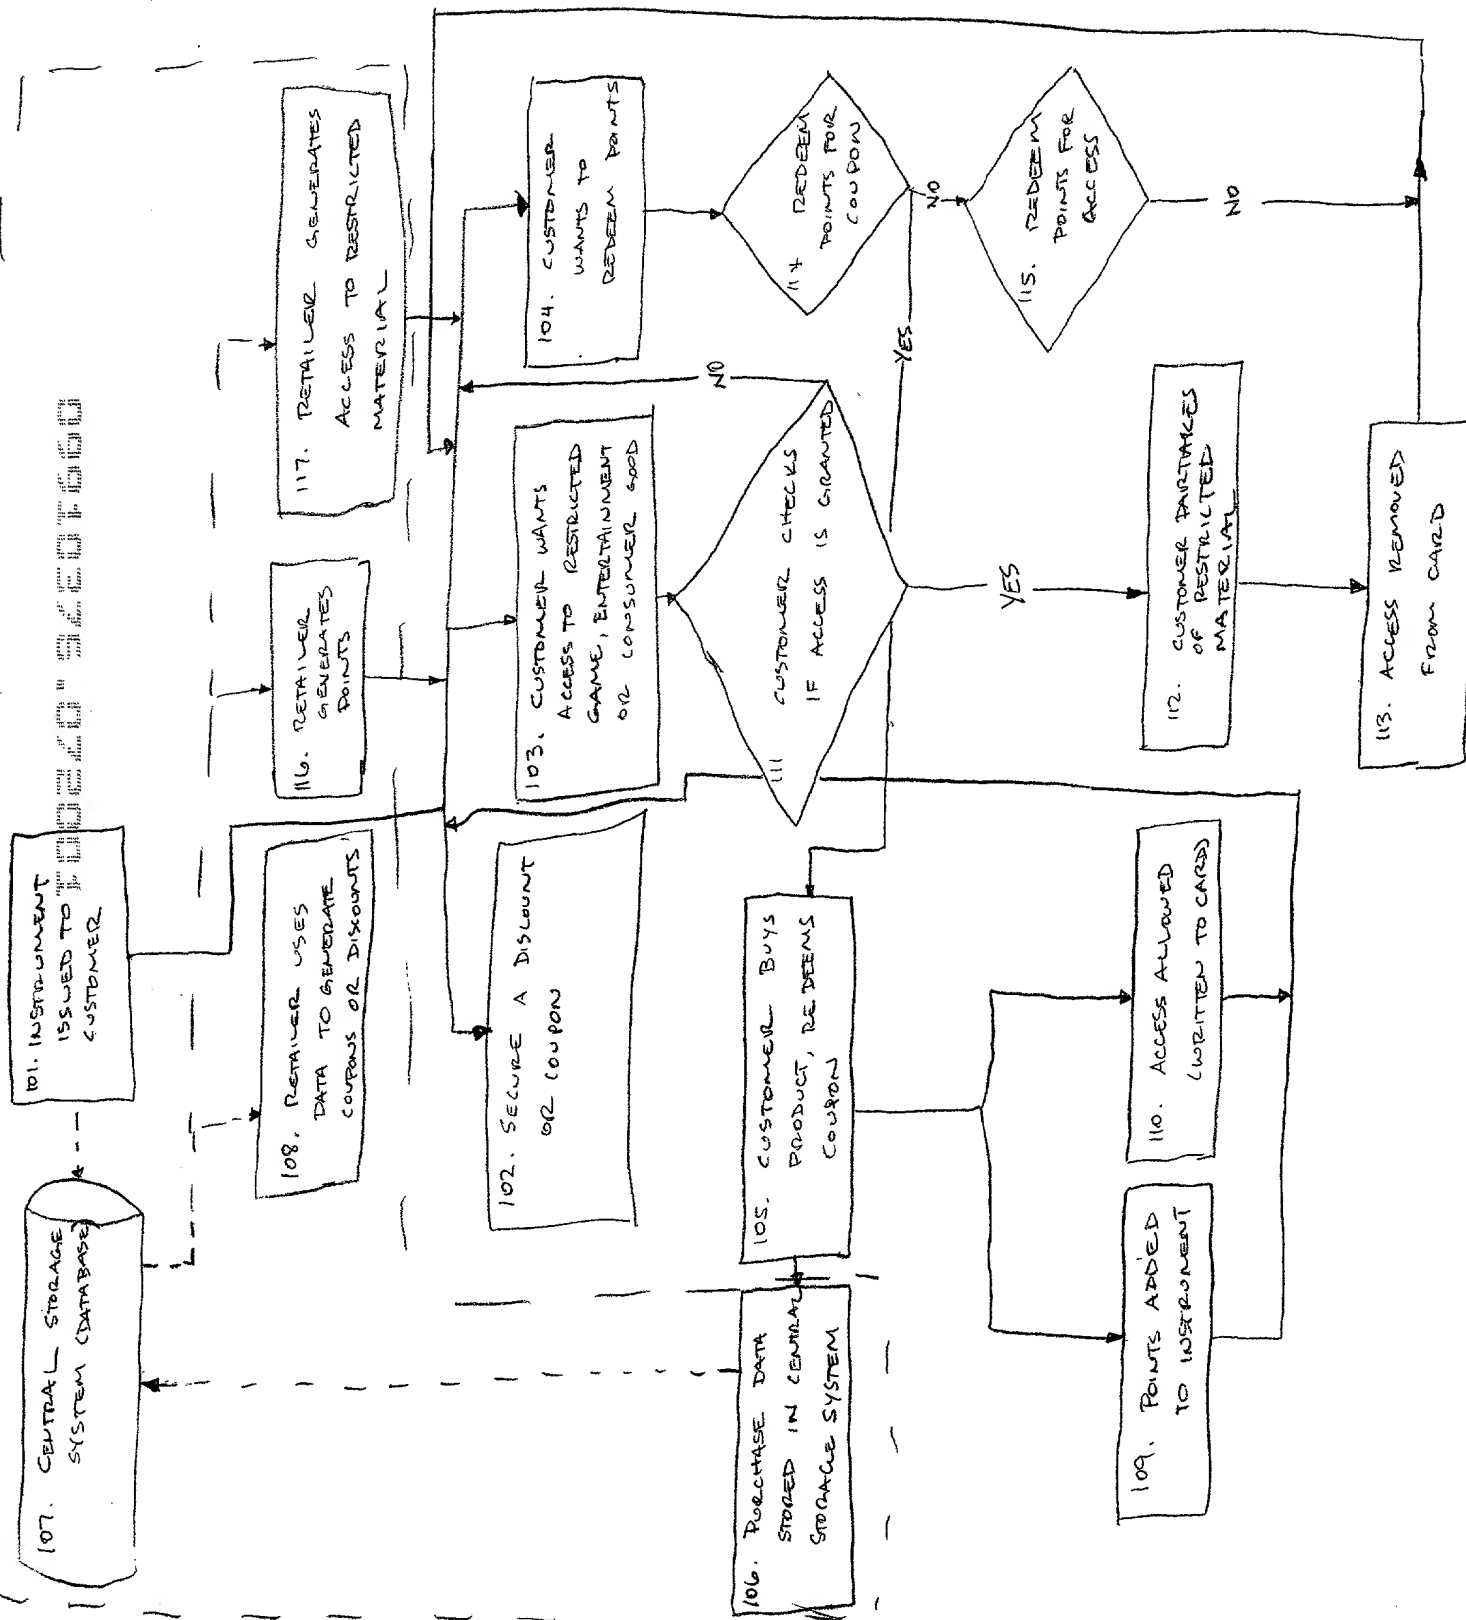 107. CENTRAL STORAGE
SYSTEM (DATABASE)
101. INSTRUMENT
ISSUED TO
CUSTOMER
10027075.07031660
108. RETAILER USES
DATA TO GENERATE
COUPONS OR DISCOUNTS
116. RETAILER
GENERATES
POINTS
117. RETAILER GENERATES
ACCESS TO RESTRICTED
MATERIAL
102. SECURE A DISCOUNT
OR COUPON
103. CUSTOMER WANTS
ACCESS TO RESTRICTED
GAME, ENTERTAINMENT
OR CONSUMER GOOD
104. CUSTOMER
WANTS TO
REDEEM POINTS
106. PURCHASE DATA
STORED IN CENTRAL
STORAGE SYSTEM
105. CUSTOMER BUYS
PRODUCT, REDEEMS
COUPON
111
CUSTOMER CHECKS
IF ACCESS IS GRANTED
NO
114 REDEEM
POINTS FOR
COUPON
YES
NO
115. REDEEM
POINTS FOR
ACCESS
YES
NO
109. POINTS ADDED
TO INSTRUMENT
110. ACCESS ALLOWED
(WRITTEN TO CARD)
112. CUSTOMER PARTAKES
OF RESTRICTED
MATERIAL
113. ACCESS REMOVED
FROM CARD